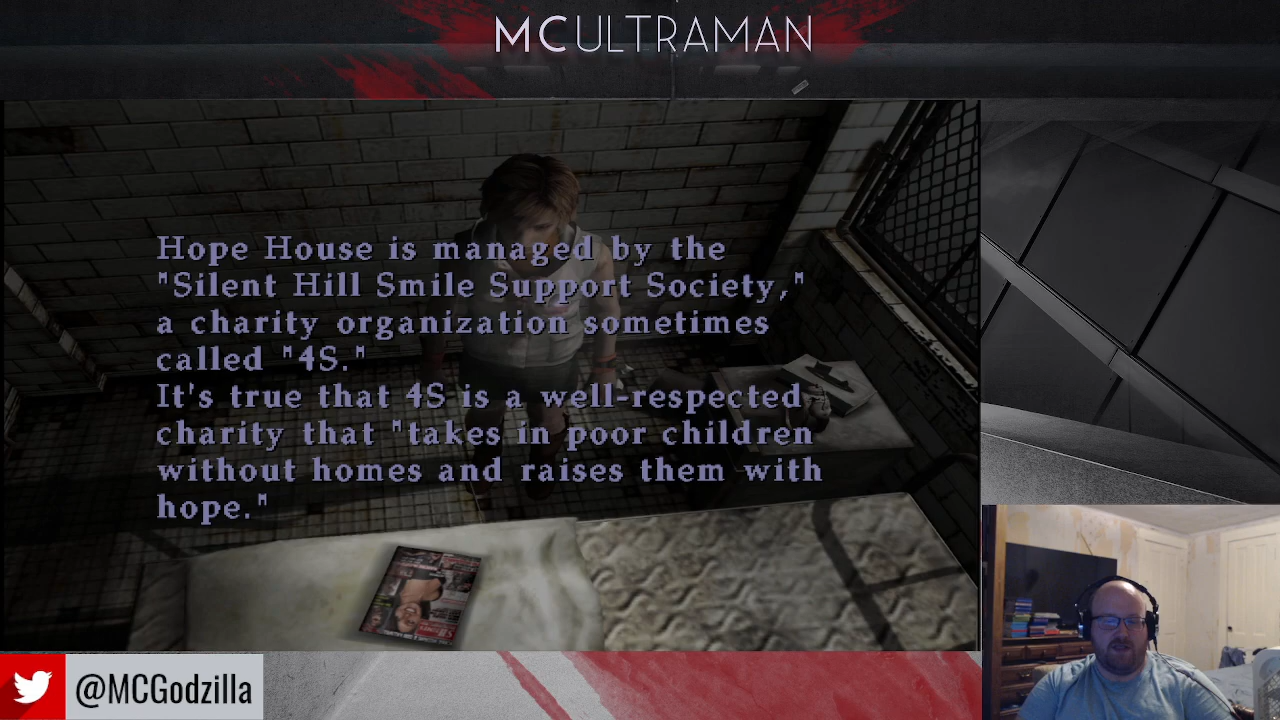 MCULTRAMAN
Hope House is managed by the
"Silent Hill Smile Support Society,"
a charity organization sometimes
called "4S."
It's true that 4S is a well-respected
charity that "takes in poor children
without homes and raises them with
hope."
@MCGodzilla